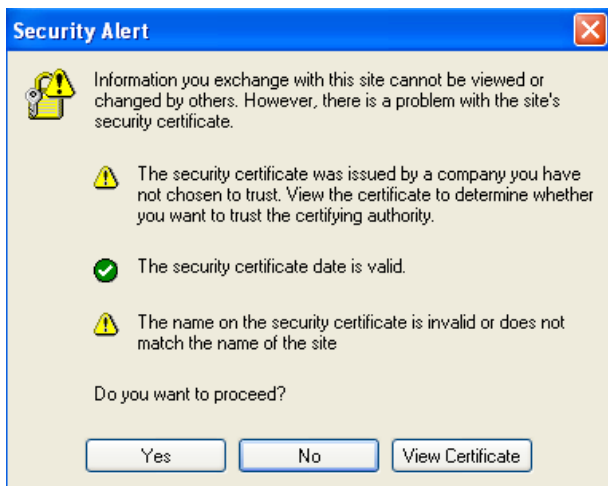 Security Alert
Information you exchange with this site cannot be viewed or
changed by others. However, there is a problem with the site's
security certificate.
The security certificate was issued by a company you have
not chosen to trust. View the certificate to determine whether
you want to trust the certifying authority.
The security certificate date is valid.
The name on the security certificate is invalid or does not
match the name of the site
Do you want to proceed?
Yes
No
View Certificate